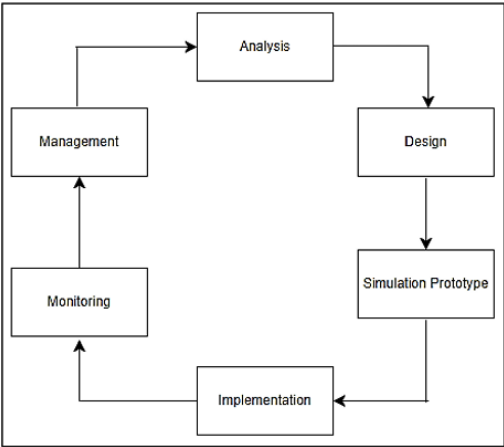 Analysis
Management
Design
Simulation Prototype
Monitoring
Implementation